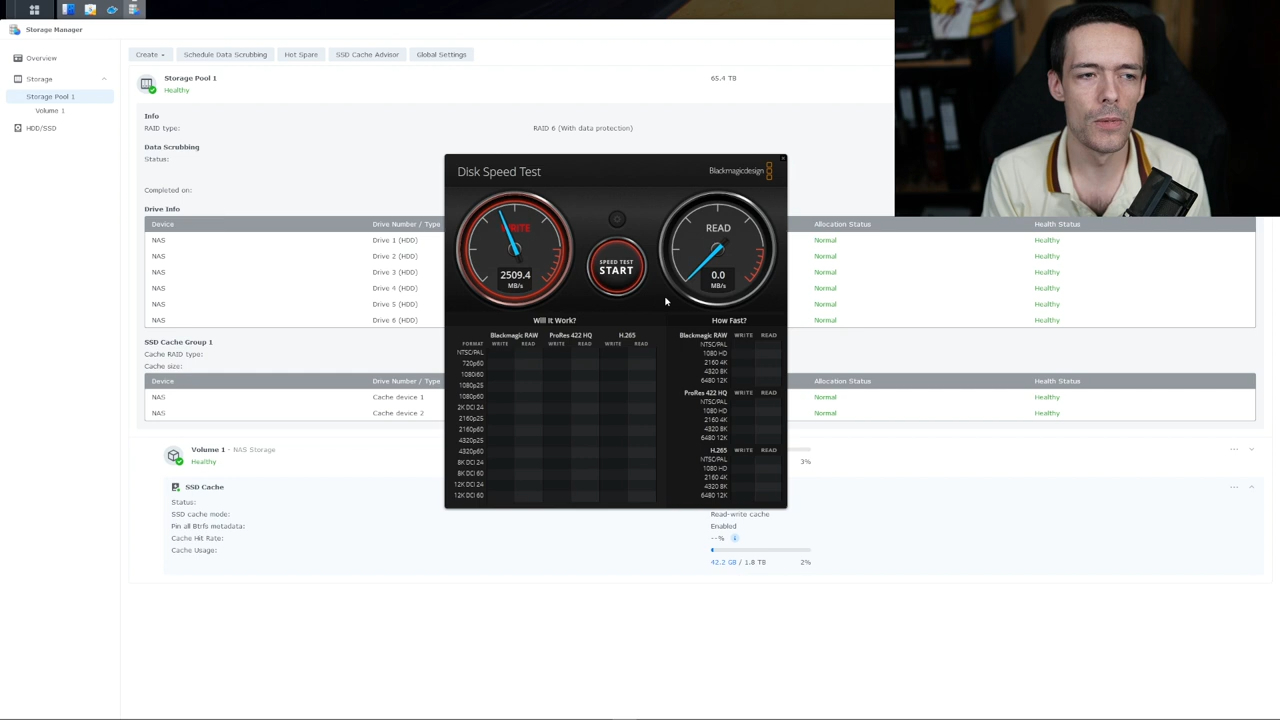 Storage Manager
Overview
Storage
Storage Pool 1
Volume 1
HDD/SSD
Create
Schedule Data Scrubbing
Hot Spare
SSD Cache Advisor
Global Settings
Storage Pool 1
65.4 TB
Healthy
Info
RAID type: RAID 6 (With data protection)
Data Scrubbing
Status:
Completed on:
Drive Info
Device Drive Number / Type Allocation Status Health Status
NAS Drive 1 (HDD) Normal Healthy
NAS Drive 2 (HDD) Normal Healthy
NAS Drive 3 (HDD) Normal Healthy
NAS Drive 4 (HDD) Normal Healthy
NAS Drive 5 (HDD) Normal Healthy
NAS Drive 6 (HDD) Normal Healthy
SSD Cache Group 1
Cache RAID type:
Cache size:
Device Drive Number / Type Allocation Status Health Status
NAS Cache device 1 Normal Healthy
NAS Cache device 2 Normal Healthy
Volume 1 - NAS Storage
Healthy 3%
SSD Cache
Status:
SSD cache mode: Read-write cache
Pin all Btrfs metadata: Enabled
Cache Hit Rate: --%
Cache Usage:
42.2 GB / 1.8 TB 2%
Disk Speed Test
Blackmagicdesign
WRITE
2509.4
MB/s
SPEED TEST
START
READ
0.0
MB/s
Will It Work?
Blackmagic RAW ProRes 422 HQ H.265
FORMAT WRITE READ WRITE READ WRITE READ
NTSC/PAL
720p60
1080i60
1080p25
1080p60
2K DCI 24
2160p25
2160p60
4320p25
4320p60
8K DCI 24
8K DCI 60
12K DCI 24
12K DCI 60
How Fast?
Blackmagic RAW WRITE READ
NTSC/PAL
1080 HD
2160 4K
4320 8K
6480 12K
ProRes 422 HQ WRITE READ
NTSC/PAL
1080 HD
2160 4K
4320 8K
6480 12K
H.265 WRITE READ
NTSC/PAL
1080 HD
2160 4K
4320 8K
6480 12K